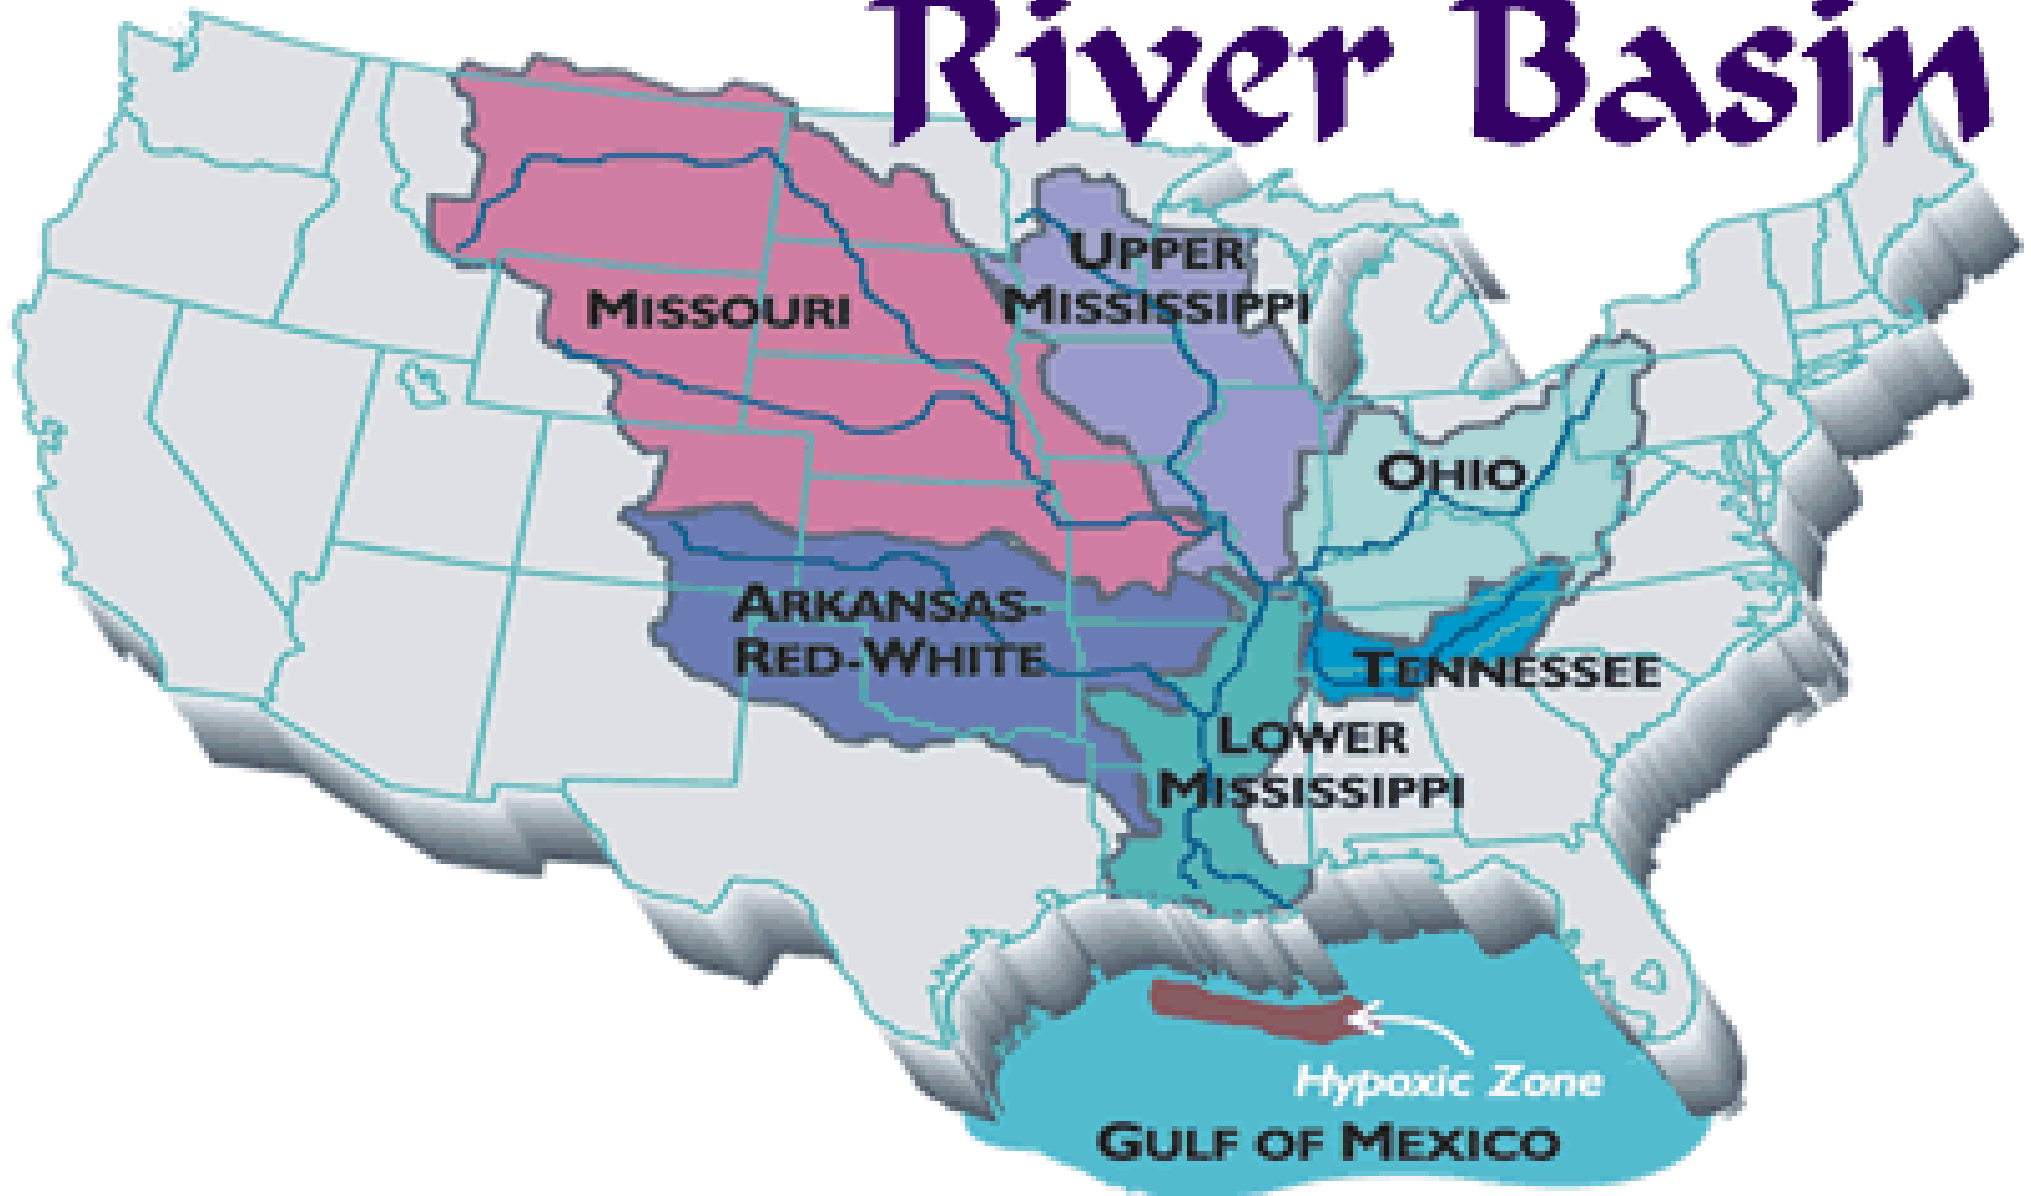 River Basin
UPPER
MISSISSIPPI
MISSOURI
OHIO
ARKANSAS-
RED-WHITE
TENNESSEE
LOWER
MISSISSIPPI
Hypoxic Zone
GULF OF MEXICO